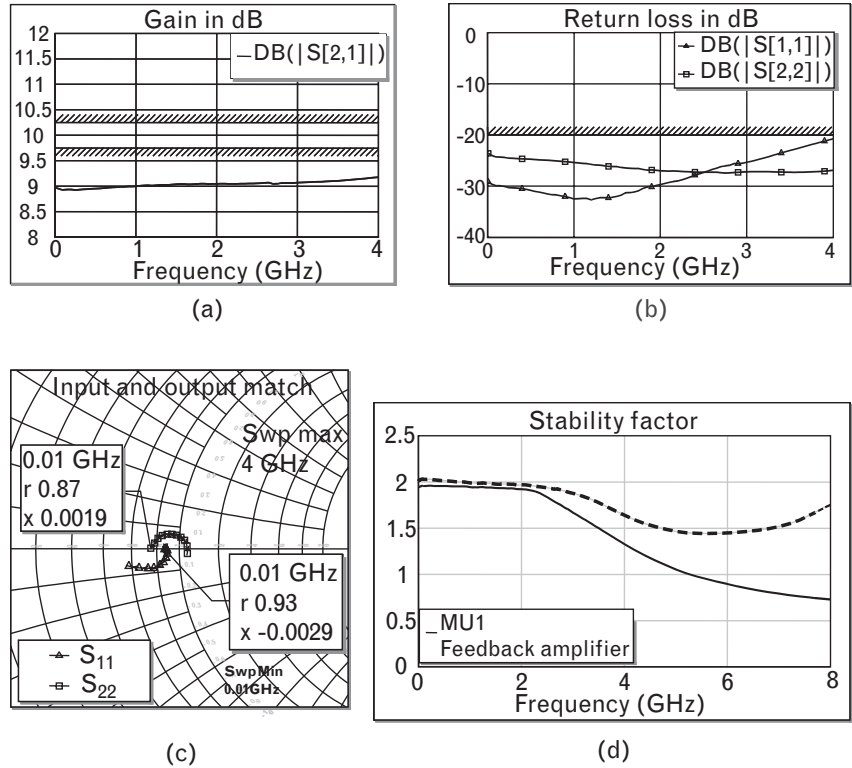 Gain in dB
12
11.5
11
10.5
10
9.5
9
8.5
8
DB(|S[2,1]|)
0 1 2 3 4
Frequency (GHz)
(a)
Return loss in dB
0
-10
-20
-30
-40
DB(|S[1,1]|)
DB(|S[2,2]|)
0 1 2 3 4
Frequency (GHz)
(b)
Input and output match
Swp max
4 GHz
0.01 GHz
r 0.87
x 0.0019
0.01 GHz
r 0.93
x -0.0029
S11
S22
SwpMin
0.01GHz
(c)
Stability factor
2.5
2
1.5
1
0.5
0
MU1
Feedback amplifier
0 2 4 6 8
Frequency (GHz)
(d)